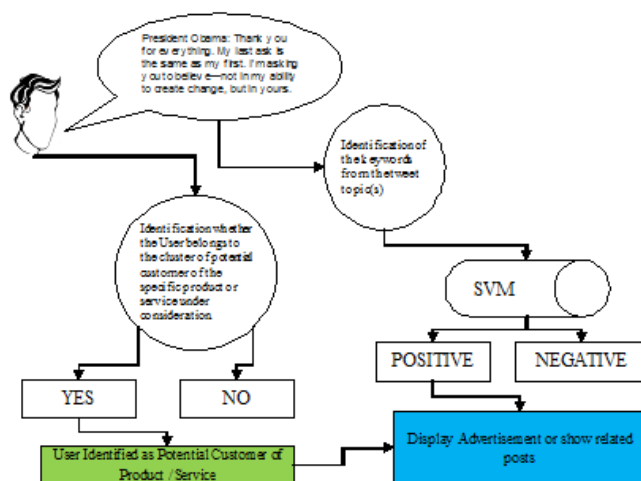 President Obama: Thank you
for everything. My last ask is
the same as my first. I'm asking
you to believe—not in my ability
to create change, but in yours.
Identification of
the keywords
from the tweet
topic(s)
Identification whether
the User belongs to
the cluster of potential
customer of the
specific product or
service under
consideration.
SVM
POSITIVE
NEGATIVE
YES
NO
User Identified as Potential Customer of
Product / Service
Display Advertisement or show related
posts